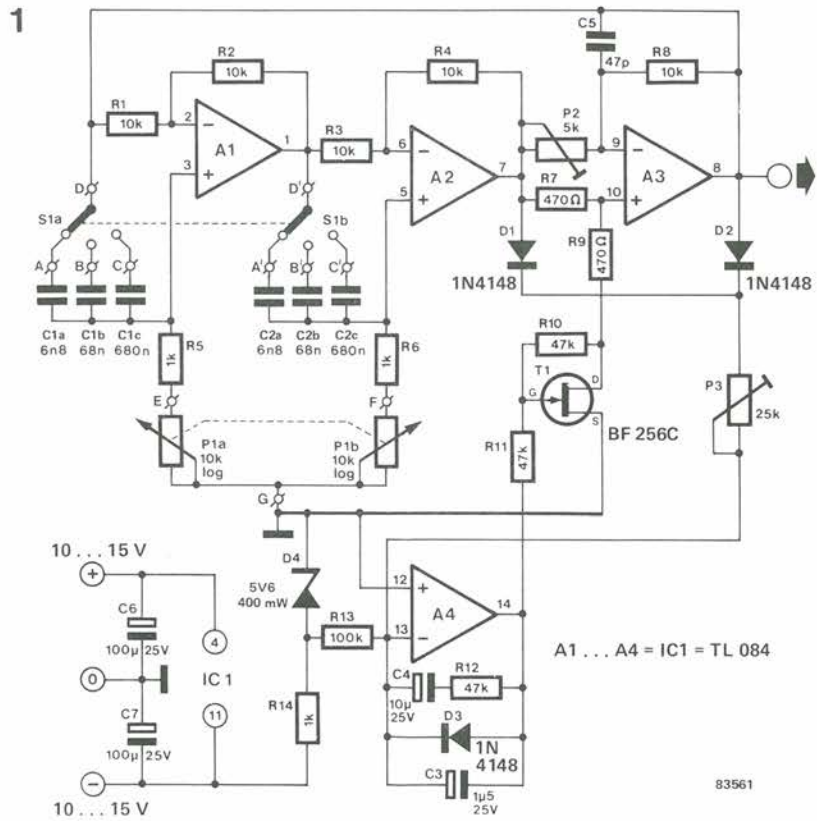 1
C5
47p
R2
10k
R4
10k
R8
10k
R1
10k
2
−
3
+
A1
1
R3
10k
6
−
5
+
A2
7
P2
5k
R7
470Ω
9
−
10
+
A3
8
D
S1a
D'
S1b
A
B
C
A'
B'
C'
C1a
6n8
C1b
68n
C1c
680n
R5
1k
C2a
6n8
C2b
68n
C2c
680n
R6
1k
D1
1N4148
R9
470Ω
D2
1N4148
R10
47k
T1
G
D
S
BF 256C
P3
25k
E
F
P1a
10k
log
P1b
10k
log
R11
47k
G
10 ... 15 V
+
C6
100µ 25V
0
C7
100µ 25V
−
10 ... 15 V
4
IC 1
11
D4
5V6
400 mW
R13
100k
R14
1k
12
+
13
−
A4
14
C4
10µ
25V
R12
47k
D3
1N
4148
C3
1µ5
25V
A1 ... A4 = IC1 = TL 084
83561